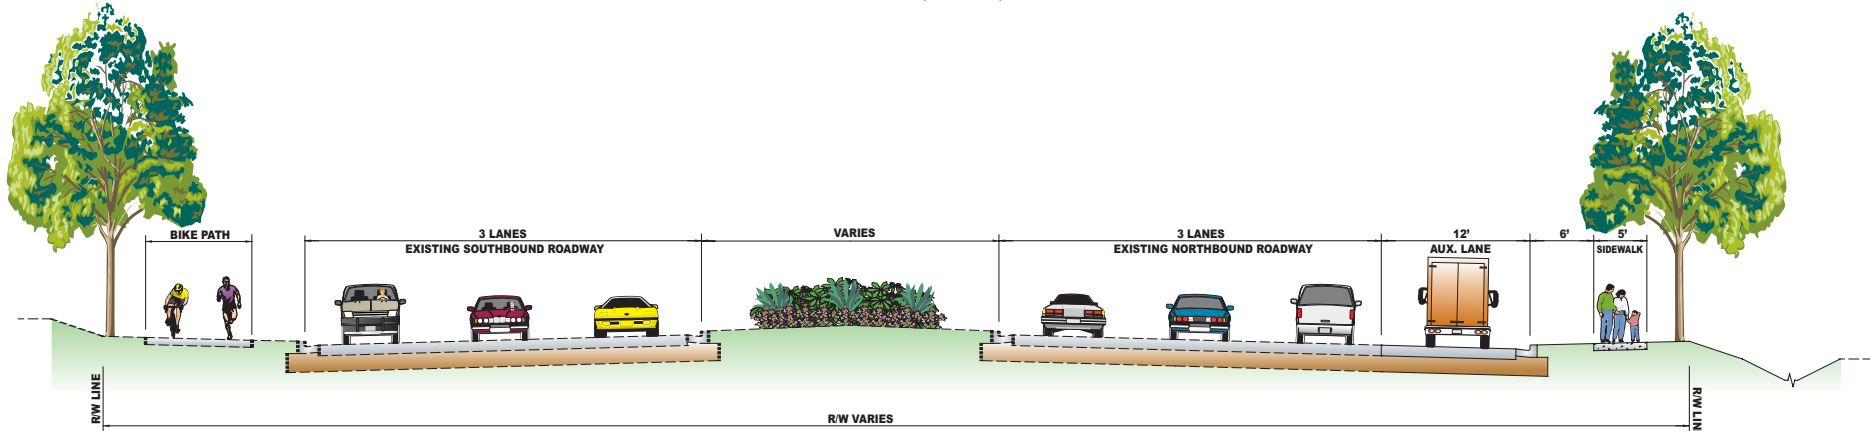 BIKE PATH
3 LANES
EXISTING SOUTHBOUND ROADWAY
VARIES
3 LANES
EXISTING NORTHBOUND ROADWAY
12'
AUX. LANE
6'
5'
SIDEWALK
R/W LINE
R/W VARIES
R/W LIN